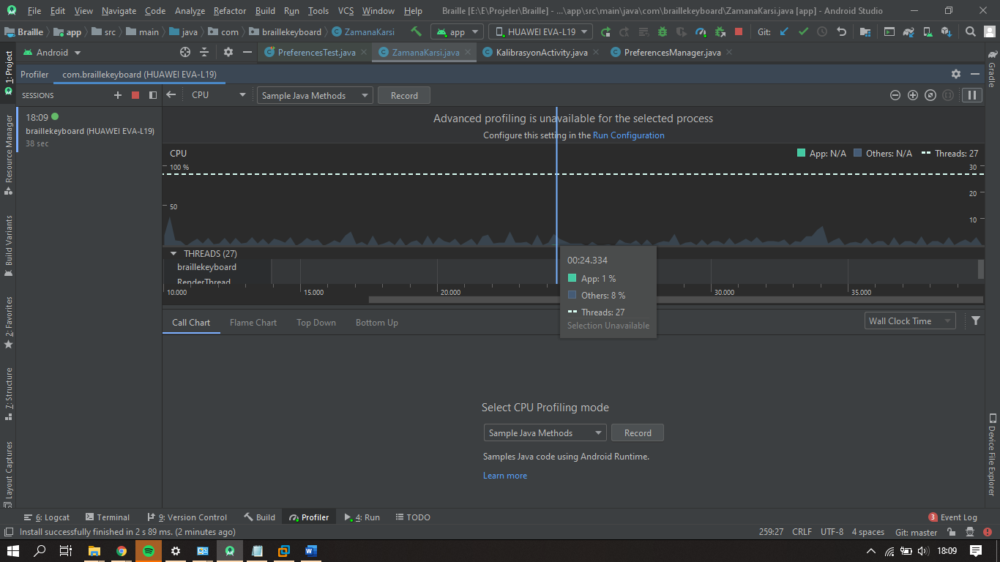 File Edit View Navigate Code Analyze Refactor Build Run Tools VCS Window Help Braille [E:\E\Projeler\Braille] - ...\app\src\main\java\com\braillekeyboard\ZamanaKarsi.java [app] - Android Studio
Braille app src main java com braillekeyboard ZamanaKarsi app HUAWEI EVA-L19 Git:
Android PreferencesTest.java ZamanaKarsi.java KalibrasyonActivity.java PreferencesManager.java
Profiler com.braillekeyboard (HUAWEI EVA-L19)
SESSIONS CPU Sample Java Methods Record
18:09
braillekeyboard (HUAWEI EVA-L19)
38 sec
Advanced profiling is unavailable for the selected process
Configure this setting in the Run Configuration
CPU App: N/A Others: N/A Threads: 27
100 % 30
20
50
10
THREADS (27)
braillekeyboard
RenderThread
10.000 15.000 20.000 30.000 35.000
00:24.334
App: 1 %
Others: 8 %
Threads: 27
Selection Unavailable
Call Chart Flame Chart Top Down Bottom Up Wall Clock Time
Select CPU Profiling mode
Sample Java Methods Record
Samples Java code using Android Runtime.
Learn more
1: Project
Resource Manager
Build Variants
2: Favorites
7: Structure
Layout Captures
Gradle
Device File Explorer
6: Logcat Terminal 9: Version Control Build Profiler 4: Run TODO 3 Event Log
Install successfully finished in 2 s 89 ms. (2 minutes ago) 259:27 CRLF UTF-8 4 spaces Git: master
18:09